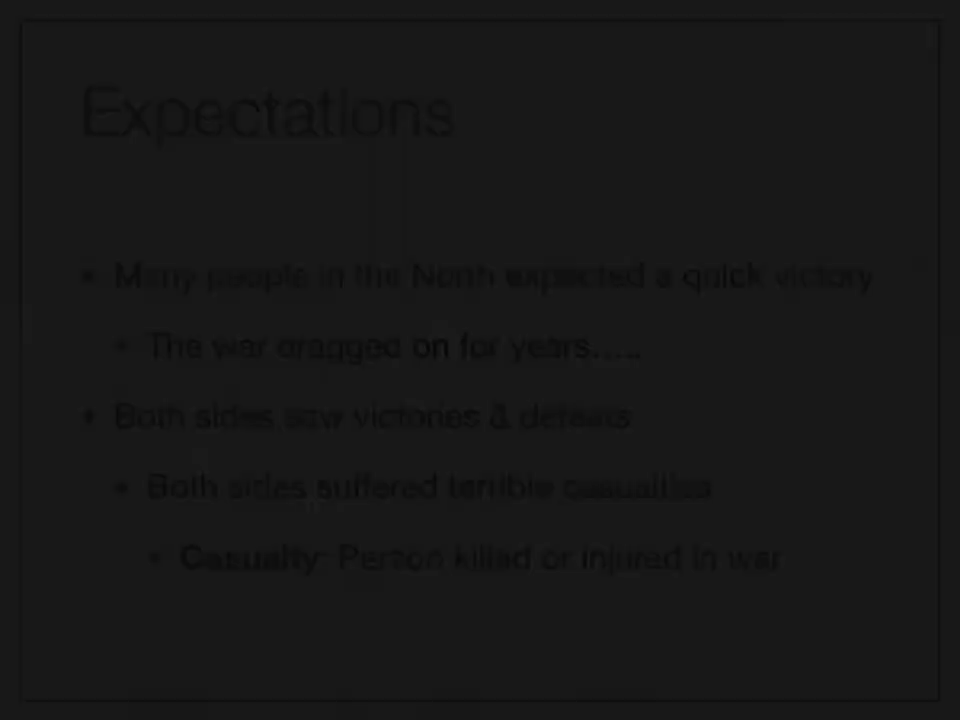 Expectations
• Many people in the North expected a quick victory
• The war dragged on for years.....
• Both sides saw victories & defeats
• Both sides suffered terrible casualties
• Casualty: Person killed or injured in war